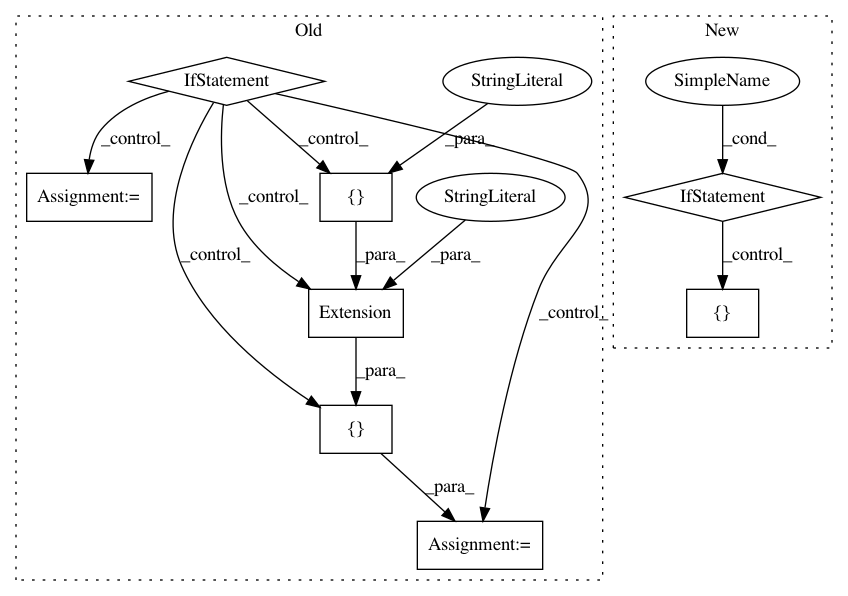 Old
New
IfStatement
StringLiteral
SimpleName
_control_
_control_
_para_
_cond_
Assignment:=
_control_
{}
StringLiteral
IfStatement
_control_
_para_
_para_
_control_
Extension
{}
_control_
_para_
{}
_para_
Assignment:=